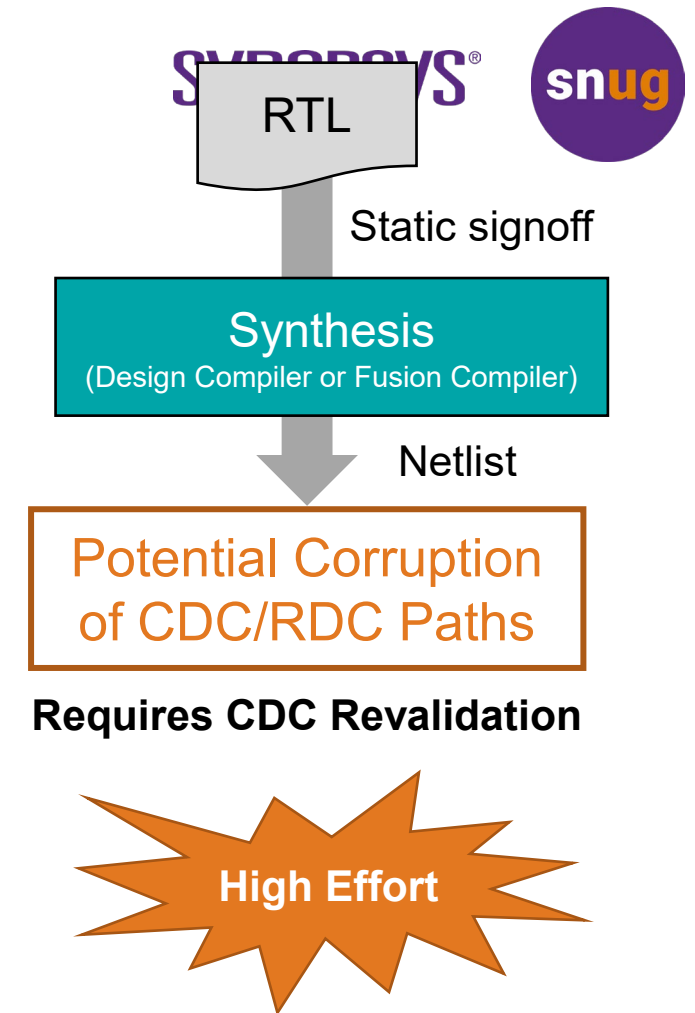 SYNOPSYS®
snug
RTL
Static signoff
Synthesis
(Design Compiler or Fusion Compiler)
Netlist
Potential Corruption
of CDC/RDC Paths
Requires CDC Revalidation
High Effort